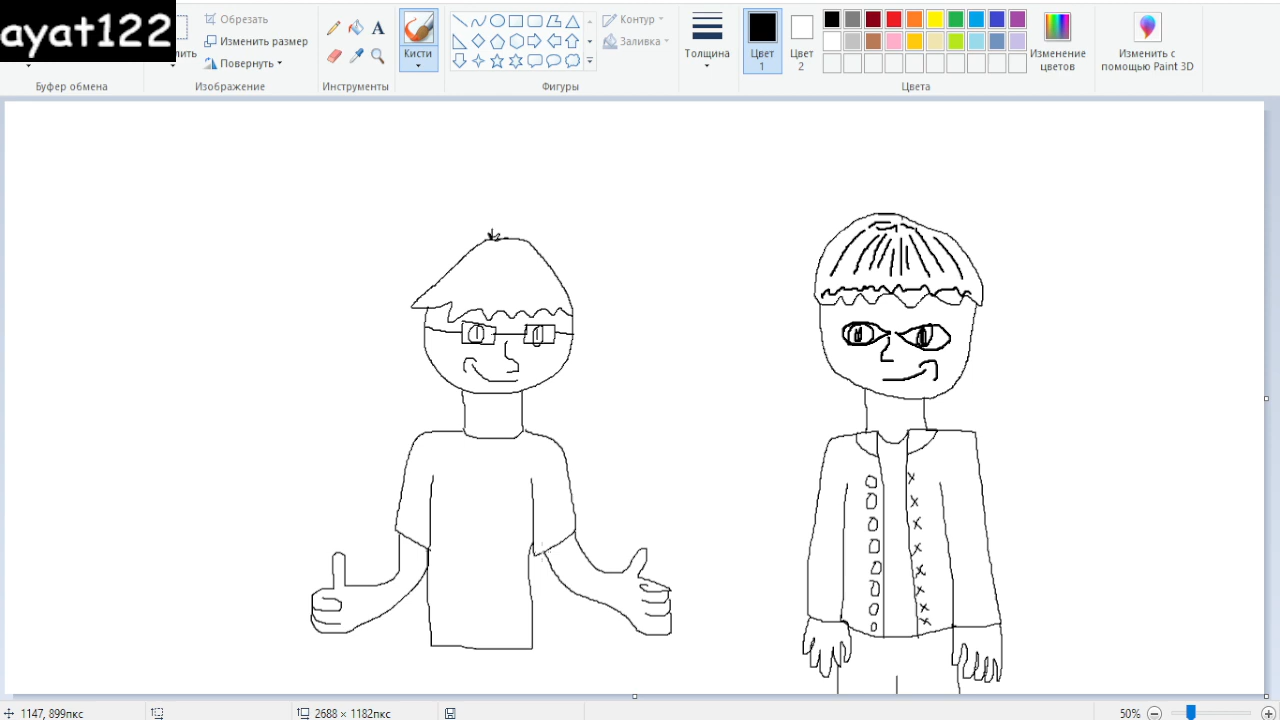 ayat122
Обрезать
Изменить размер
Повернуть
Буфер обмена
Изображение
Инструменты
Кисти
Контур
Заливка
Фигуры
Толщина
Цвет
1
Цвет
2
Изменение
цветов
Цвета
Изменить с
помощью Paint 3D
1147, 899пкс
2688 × 1182пкс
50%